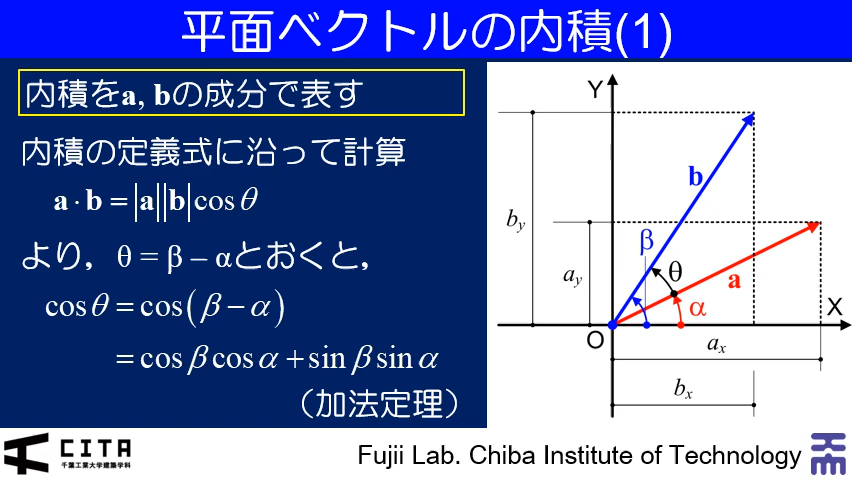 平面ベクトルの内積(1)
内積をa, bの成分で表す
内積の定義式に沿って計算
a · b = |a||b| cos θ
より，θ = β – αとおくと，
cos θ = cos(β − α)
= cos β cos α + sin β sin α
（加法定理）
Y
b
b_y
β
θ
a_y
a
α
X
O
a_x
b_x
CITA
千葉工業大学建築学科
Fujii Lab. Chiba Institute of Technology